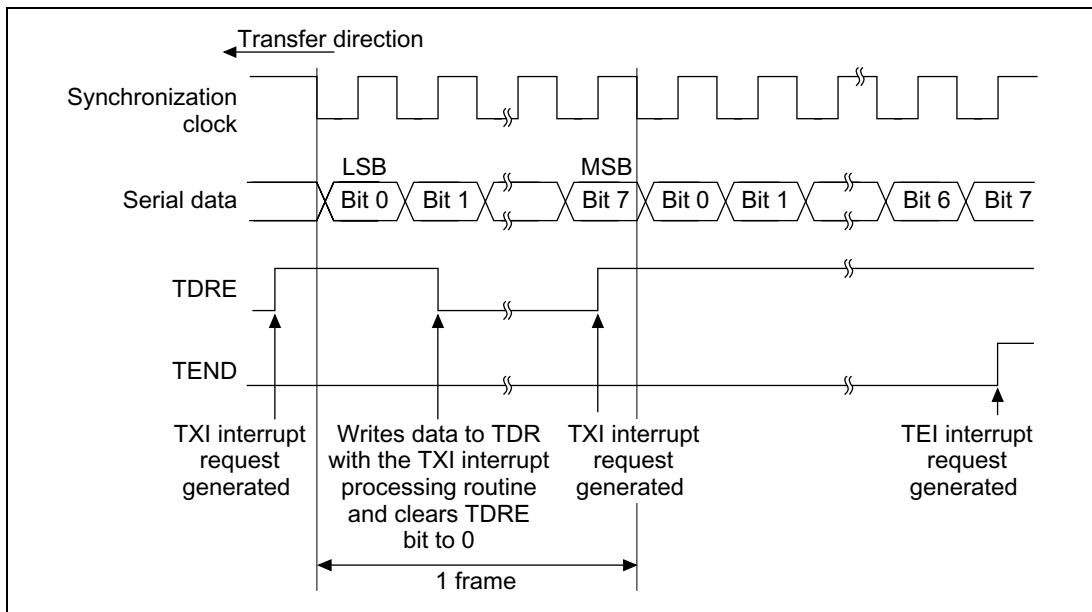 Transfer direction
Synchronization
clock
LSB
MSB
Serial data
Bit 0
Bit 1
Bit 7
Bit 0
Bit 1
Bit 6
Bit 7
TDRE
TEND
TXI interrupt
request
generated
Writes data to TDR
with the TXI interrupt
processing routine
and clears TDRE
bit to 0
TXI interrupt
request
generated
TEI interrupt
request
generated
1 frame